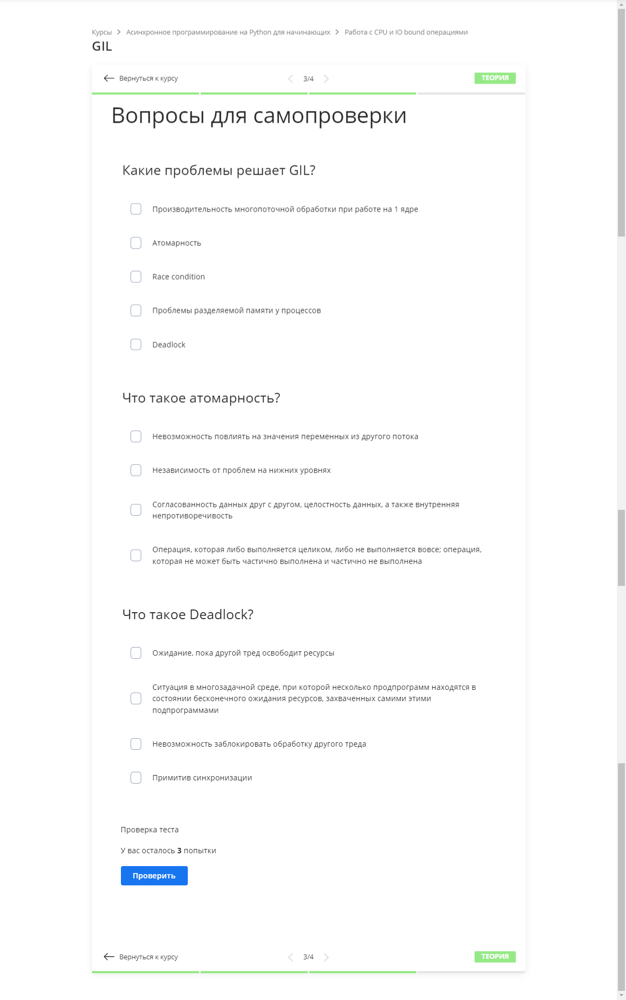 Курсы > Асинхронное программирование на Python для начинающих > Работа с CPU и IO bound операциями
GIL
Вернуться к курсу
3/4
ТЕОРИЯ
Вопросы для самопроверки
Какие проблемы решает GIL?
Производительность многопоточной обработки при работе на 1 ядре
Атомарность
Race condition
Проблемы разделяемой памяти у процессов
Deadlock
Что такое атомарность?
Невозможность повлиять на значения переменных из другого потока
Независимость от проблем на нижних уровнях
Согласованность данных друг с другом, целостность данных, а также внутренняя
непротиворечивость
Операция, которая либо выполняется целиком, либо не выполняется вовсе; операция,
которая не может быть частично выполнена и частично не выполнена
Что такое Deadlock?
Ожидание, пока другой тред освободит ресурсы
Ситуация в многозадачной среде, при которой несколько продпрограмм находятся в
состоянии бесконечного ожидания ресурсов, захваченных самими этими
подпрограммами
Невозможность заблокировать обработку другого треда
Примитив синхронизации
Проверка теста
У вас осталось 3 попытки
Проверить
Вернуться к курсу
3/4
ТЕОРИЯ